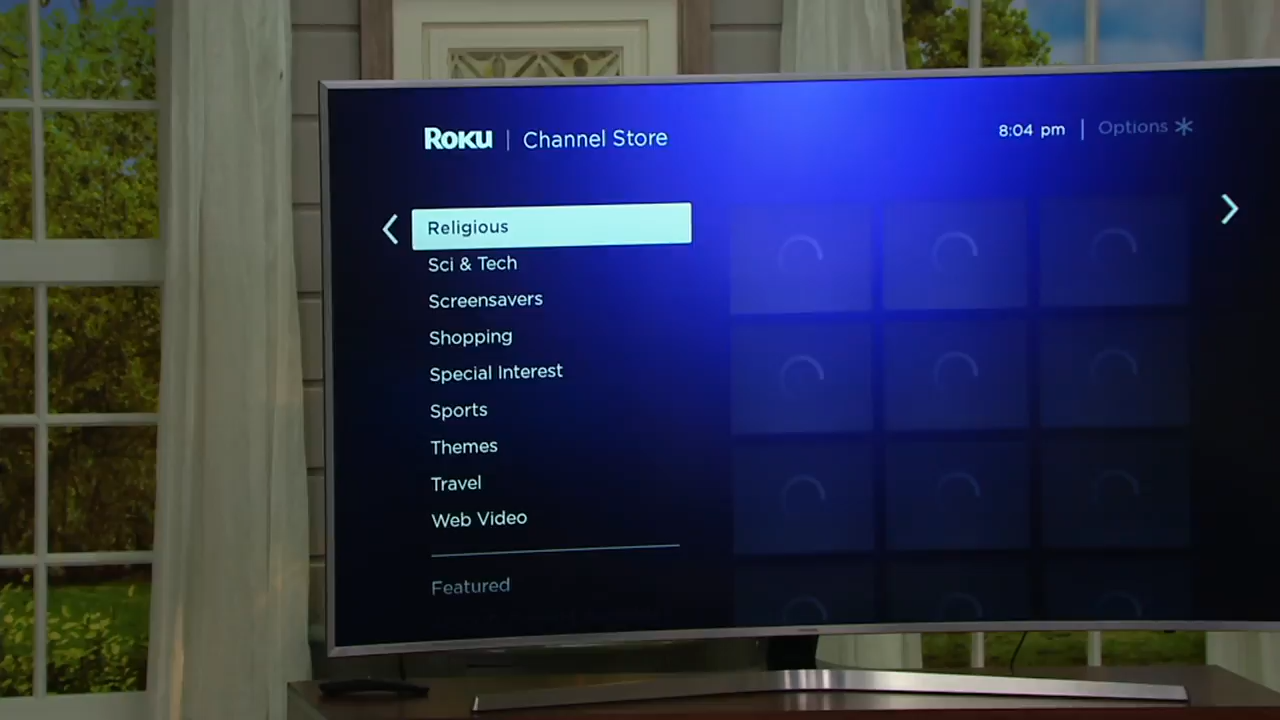 Roku | Channel Store
8:04 pm | Options
Religious
Sci & Tech
Screensavers
Shopping
Special Interest
Sports
Themes
Travel
Web Video
Featured